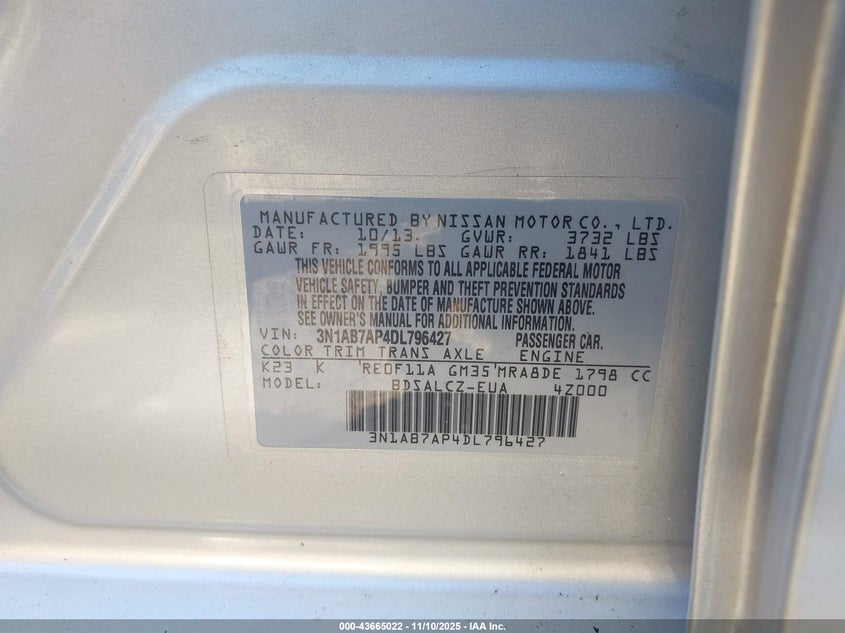 MANUFACTURED BY NISSAN MOTOR CO., LTD.
DATE: 10/13. GVWR: 3732 LBS
GAWR FR: 1995 LBS GAWR RR: 1841 LBS
THIS VEHICLE CONFORMS TO ALL APPLICABLE FEDERAL MOTOR
VEHICLE SAFETY, BUMPER AND THEFT PREVENTION STANDARDS
IN EFFECT ON THE DATE OF MANUFACTURE SHOWN ABOVE.
SEE OWNER'S MANUAL FOR ADDITIONAL INFORMATION.
VIN: 3N1AB7AP4DL796427 PASSENGER CAR.
COLOR TRIM TRANS AXLE ENGINE
K23 K 'RE0F11A GM35'MRA8DE 1798 CC
MODEL: BDSALCZ-EUA 4Z000
3N1AB7AP4DL796427
000-43665022 - 11/10/2025 - IAA Inc.